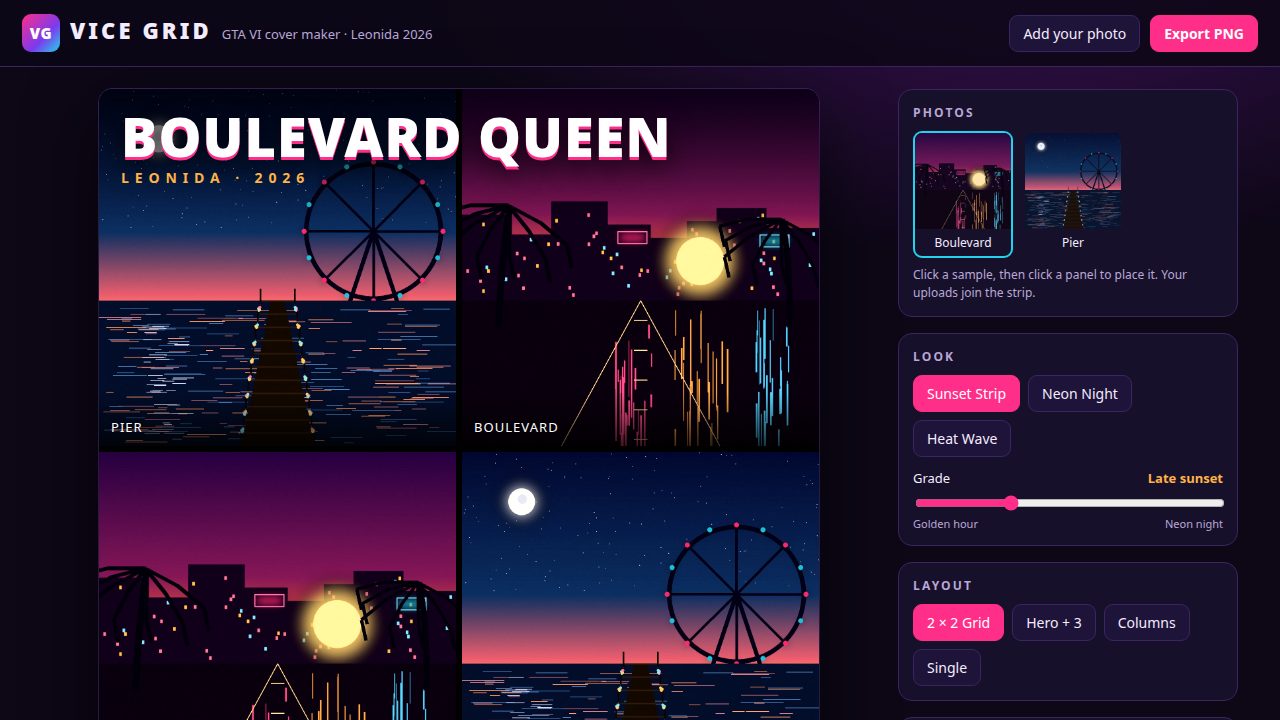 VG VICE GRID GTA VI cover maker · Leonida 2026 Add your photo Export PNG
BOULEVARD QUEEN
LEONIDA · 2026
PIER
BOULEVARD
PHOTOS
Boulevard
Pier
Click a sample, then click a panel to place it. Your
uploads join the strip.
LOOK
Sunset Strip
Neon Night
Heat Wave
Grade
Late sunset
Golden hour
Neon night
LAYOUT
2 × 2 Grid
Hero + 3
Columns
Single